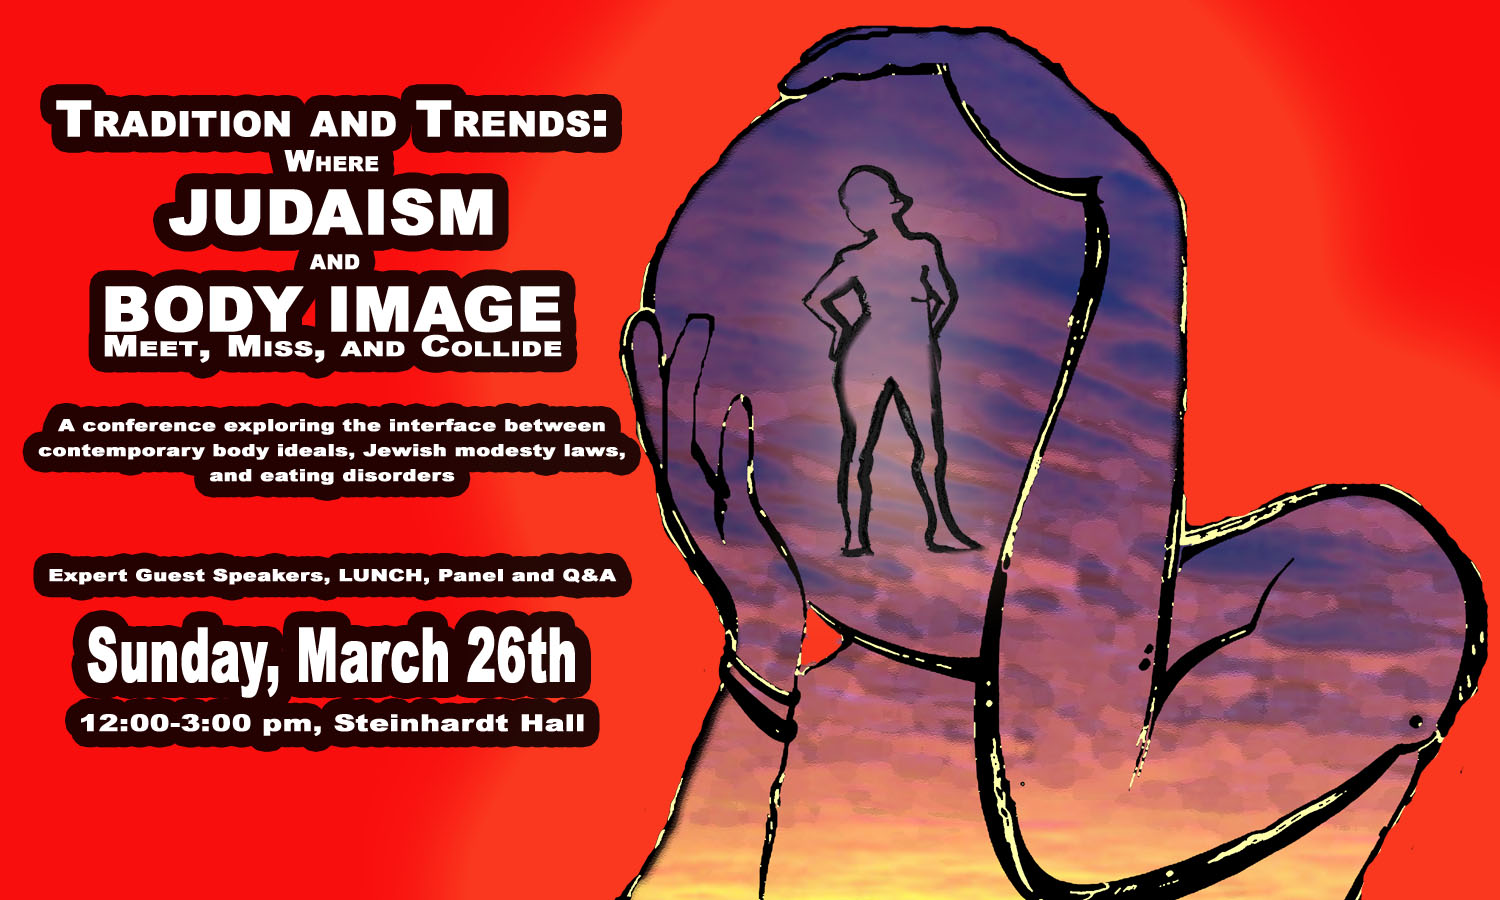 Tradition and Trends:
Where
JUDAISM
and
BODY IMAGE
Meet, Miss, and Collide
A conference exploring the interface between
contemporary body ideals, Jewish modesty laws,
and eating disorders
Expert Guest Speakers, LUNCH, Panel and Q&A
Sunday, March 26th
12:00-3:00 pm, Steinhardt Hall